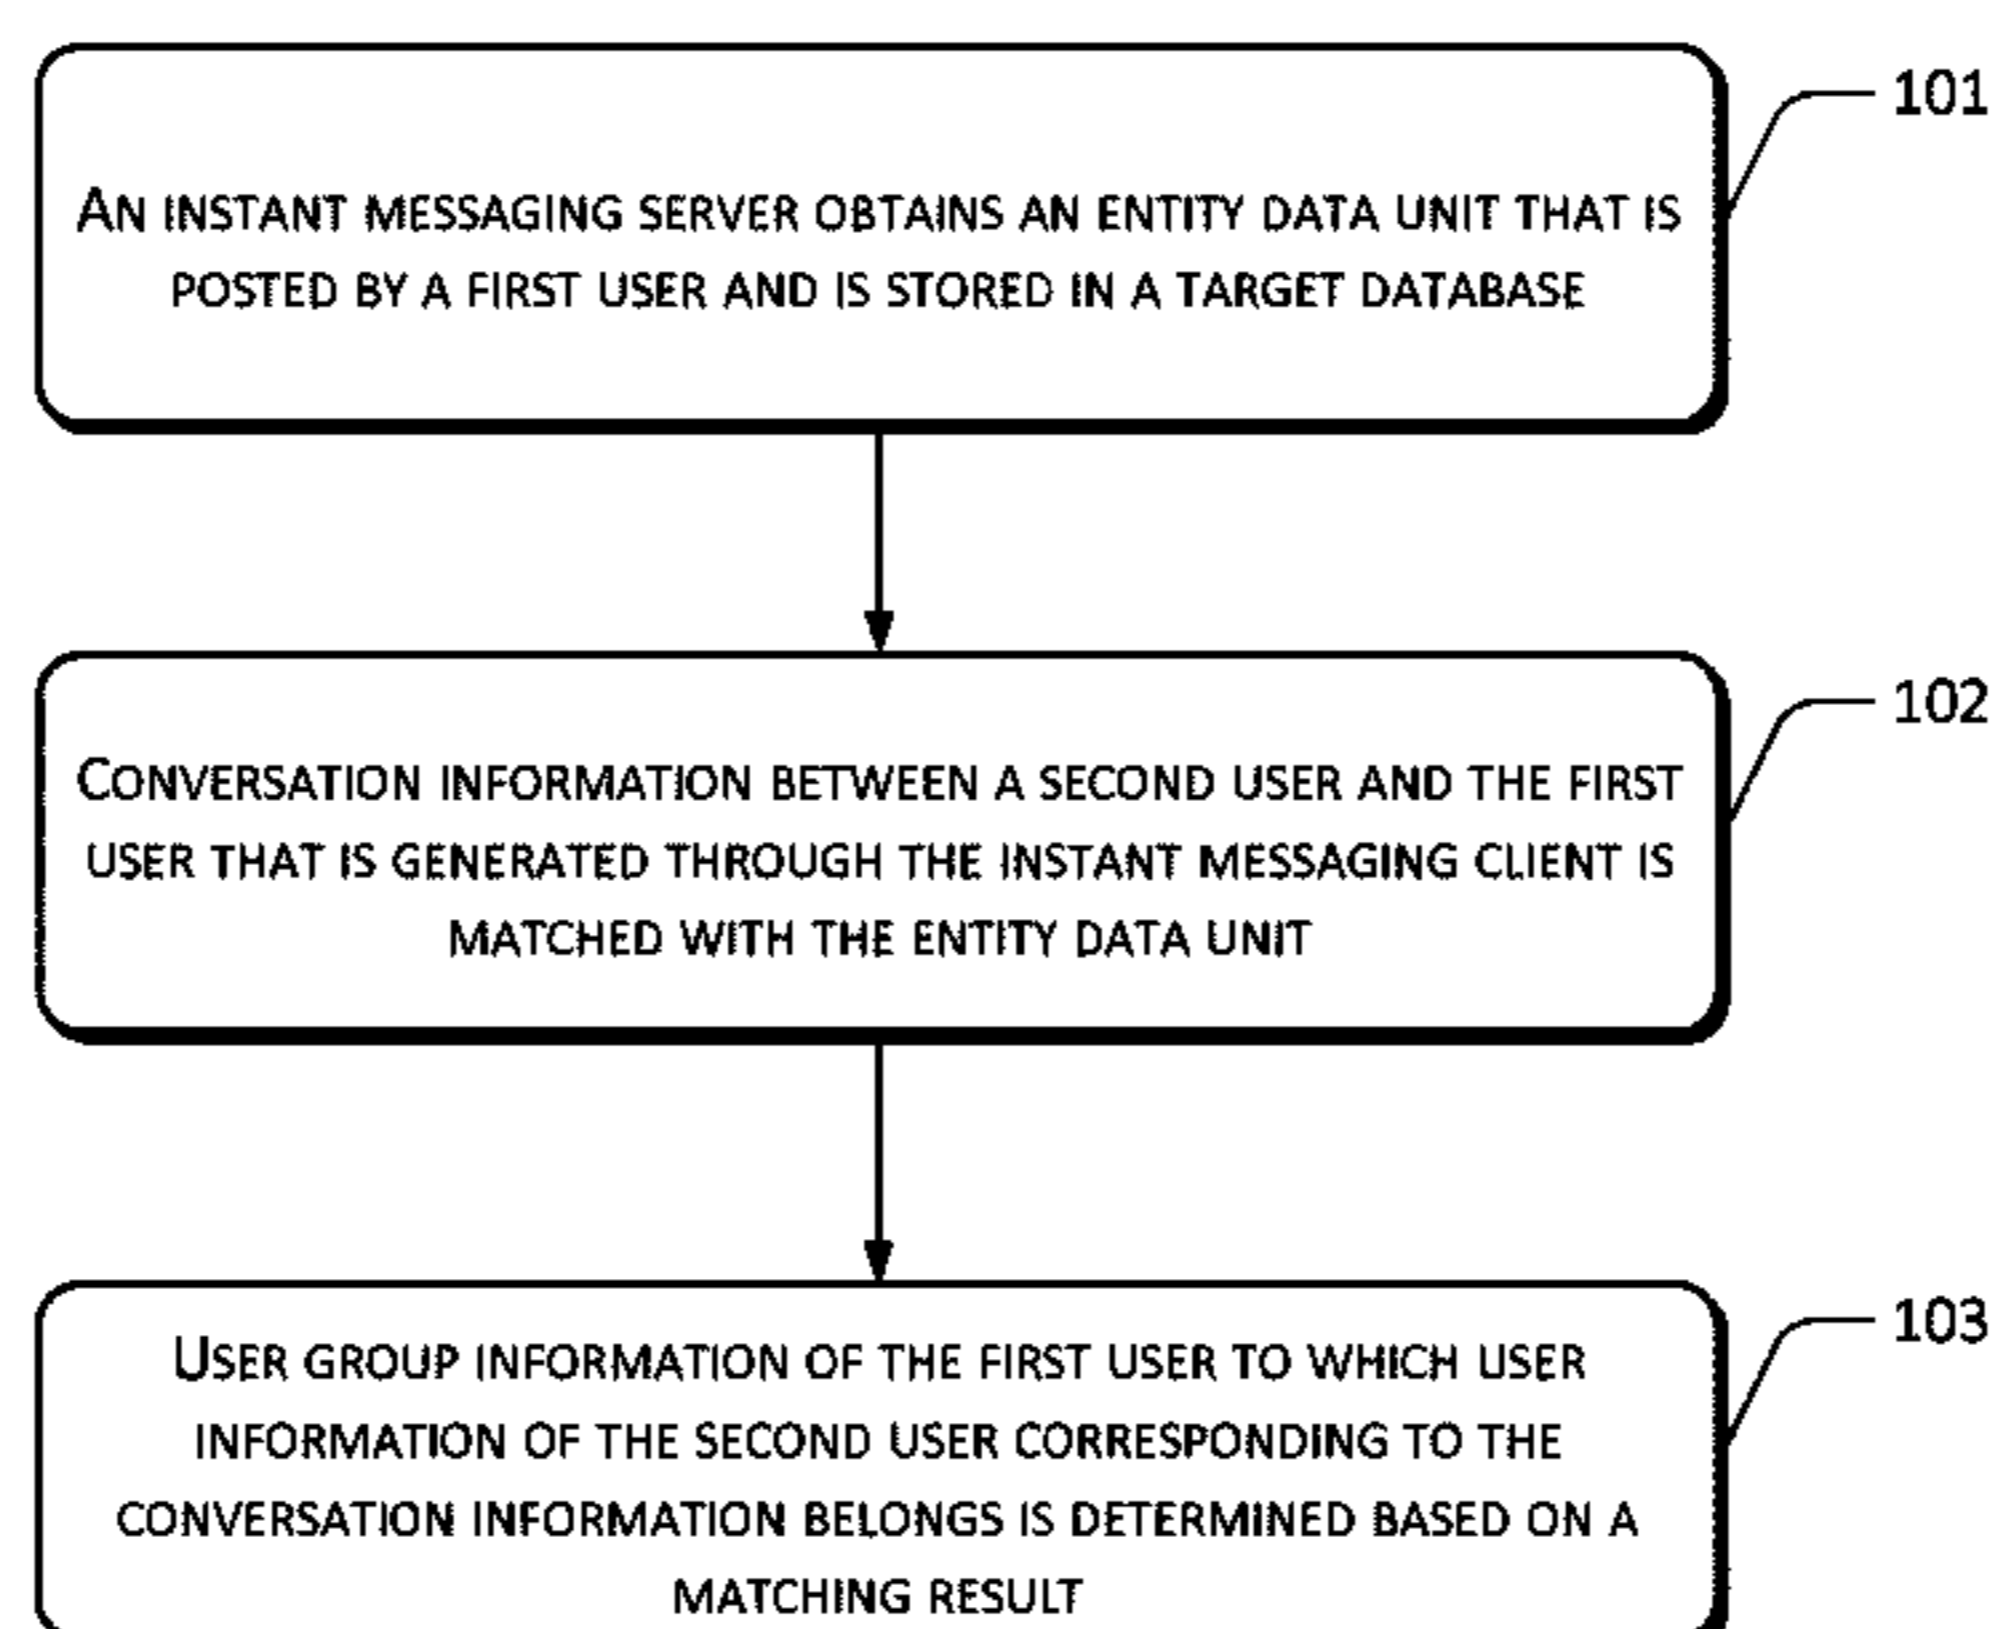 101
AN INSTANT MESSAGING SERVER OBTAINS AN ENTITY DATA UNIT THAT IS
POSTED BY A FIRST USER AND IS STORED IN A TARGET DATABASE
102
CONVERSATION INFORMATION BETWEEN A SECOND USER AND THE FIRST
USER THAT IS GENERATED THROUGH THE INSTANT MESSAGING CLIENT IS
MATCHED WITH THE ENTITY DATA UNIT
103
USER GROUP INFORMATION OF THE FIRST USER TO WHICH USER
INFORMATION OF THE SECOND USER CORRESPONDING TO THE
CONVERSATION INFORMATION BELONGS IS DETERMINED BASED ON A
MATCHING RESULT